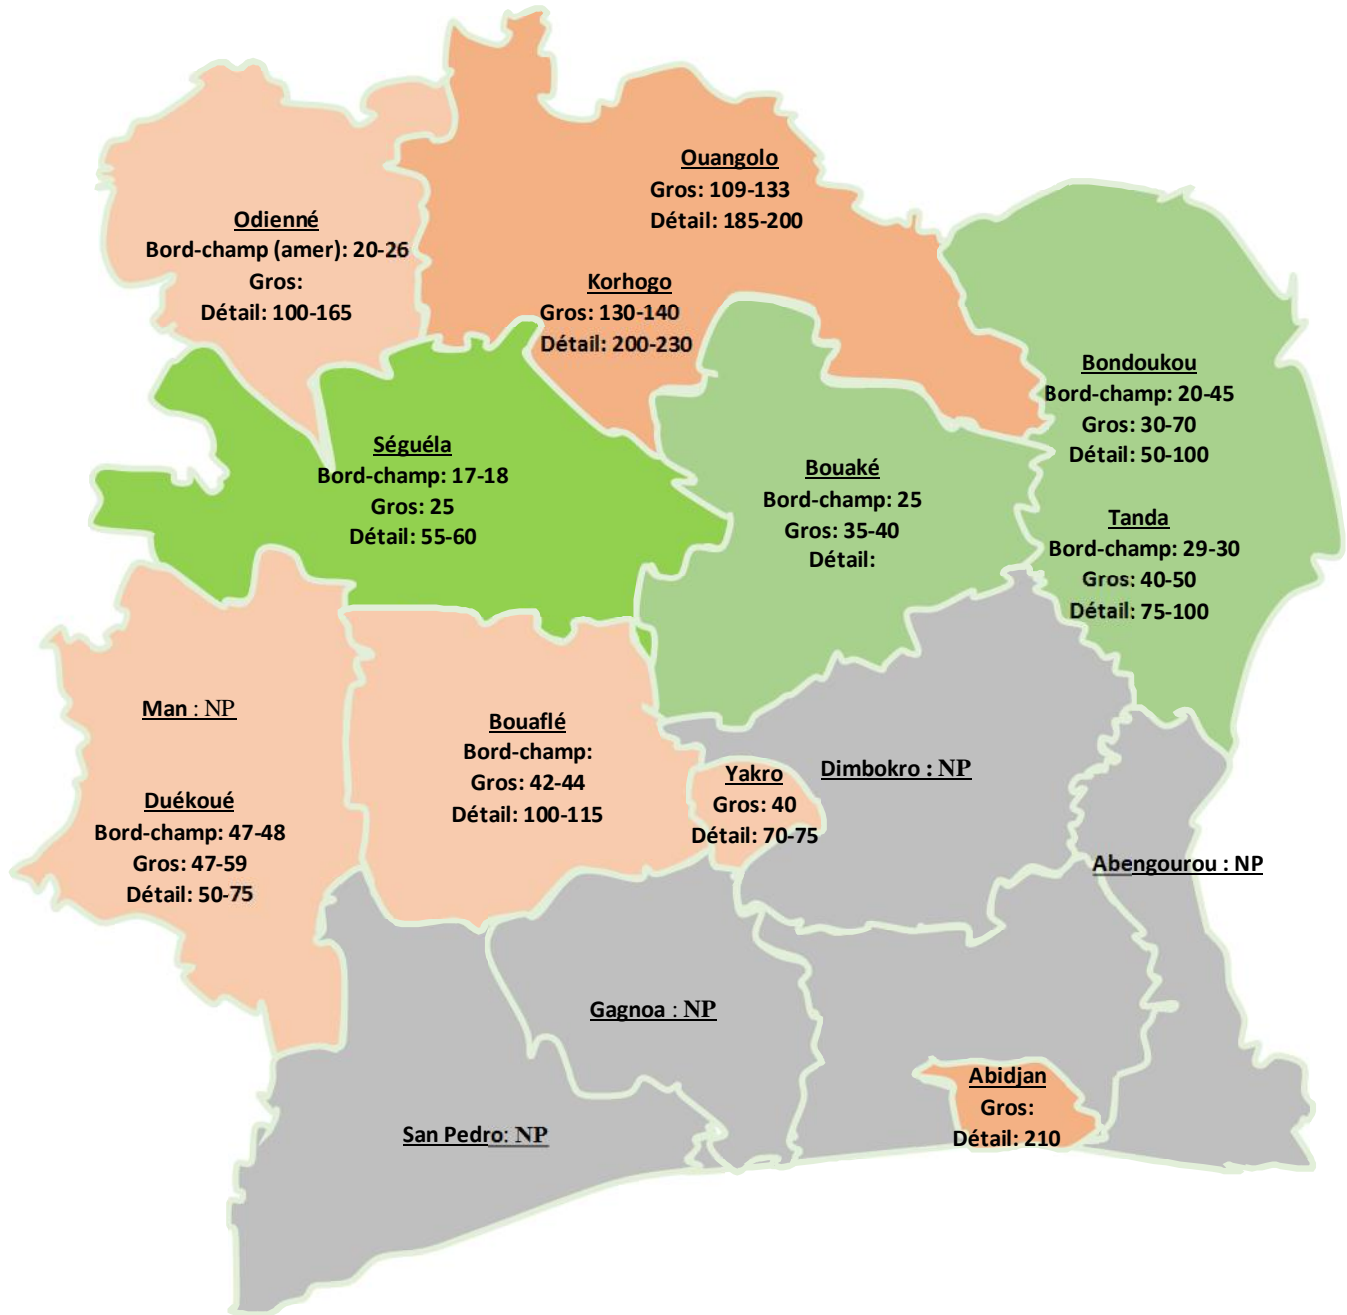 Ouangolo
Gros: 109-133
Détail: 185-200
Odienné
Bord-champ (amer): 20-26
Gros:
Détail: 100-165
Korhogo
Gros: 130-140
Détail: 200-230
Bondoukou
Bord-champ: 20-45
Gros: 30-70
Détail: 50-100
Séguéla
Bord-champ: 17-18
Gros: 25
Détail: 55-60
Bouaké
Bord-champ: 25
Gros: 35-40
Détail:
Tanda
Bord-champ: 29-30
Gros: 40-50
Détail: 75-100
Man : NP
Bouaflé
Bord-champ:
Gros: 42-44
Détail: 100-115
Yakro
Gros: 40
Détail: 70-75
Dimbokro : NP
Duékoué
Bord-champ: 47-48
Gros: 47-59
Détail: 50-75
Abengourou : NP
Gagnoa : NP
Abidjan
Gros:
Détail: 210
San Pedro: NP